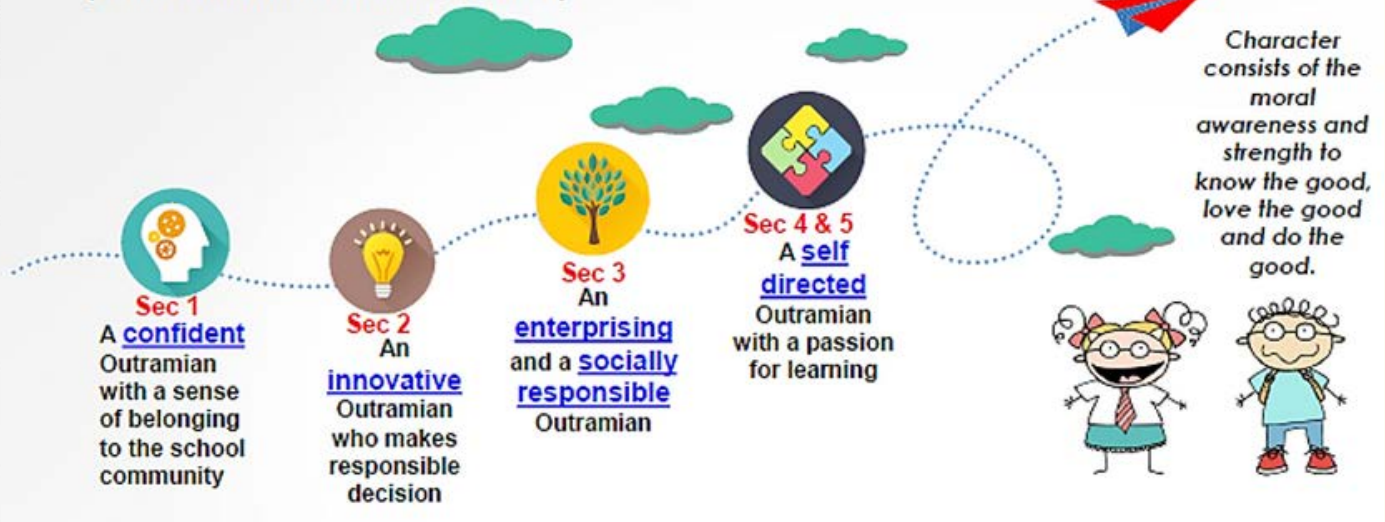 Character
consists of the
moral
awareness and
strength to
know the good,
love the good
and do the
good.
Sec 1
A confident
Outramian
with a sense
of belonging
to the school
community
Sec 2
An
innovative
Outramian
who makes
responsible
decision
Sec 3
An
enterprising
and a socially
responsible
Outramian
Sec 4 & 5
A self
directed
Outramian
with a passion
for learning